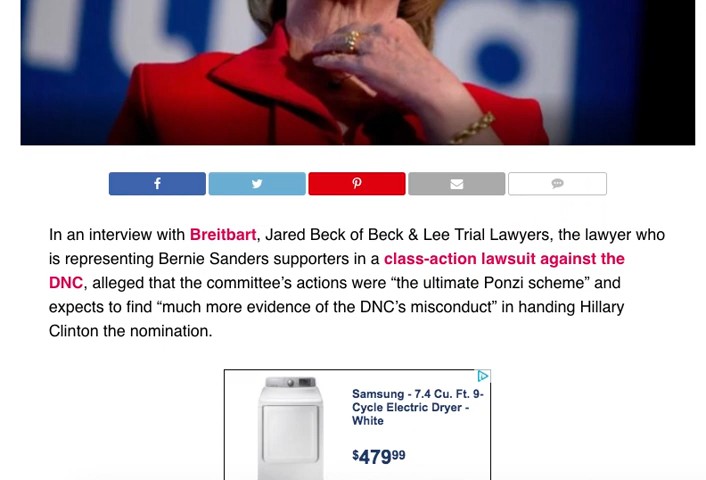 In an interview with Breitbart, Jared Beck of Beck & Lee Trial Lawyers, the lawyer who
is representing Bernie Sanders supporters in a class-action lawsuit against the
DNC, alleged that the committee’s actions were “the ultimate Ponzi scheme” and
expects to find “much more evidence of the DNC’s misconduct” in handing Hillary
Clinton the nomination.
Samsung - 7.4 Cu. Ft. 9-
Cycle Electric Dryer -
White
$47999